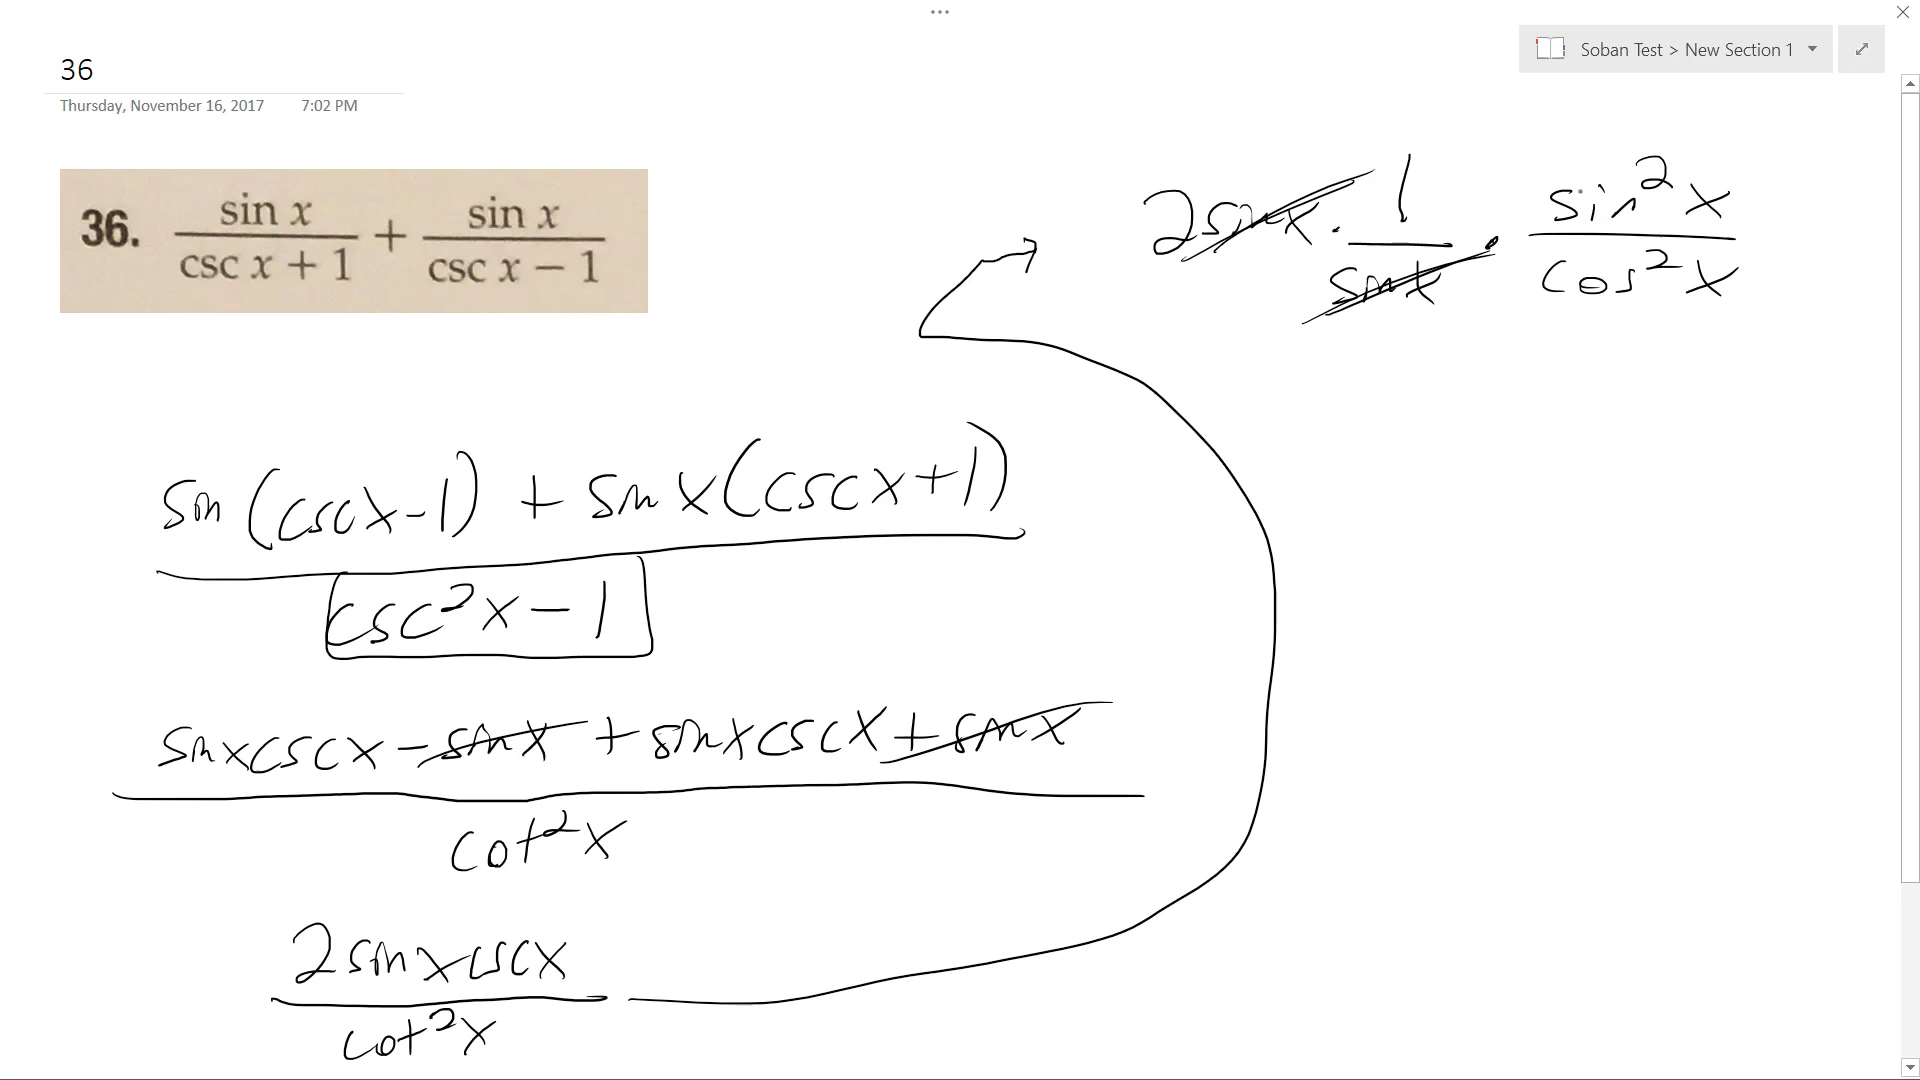 Soban Test > New Section 1
36
Thursday, November 16, 2017 7:02 PM
36. sin x / csc x + 1 + sin x / csc x − 1
2sinx · 1/sinx · sin²x/cos²x
sin(cscx-1) + sinx(cscx+1)
csc²x-1
sinxcscx-sinx+sinxcscx+sinx
cot²x
2sinxcscx
cot²x